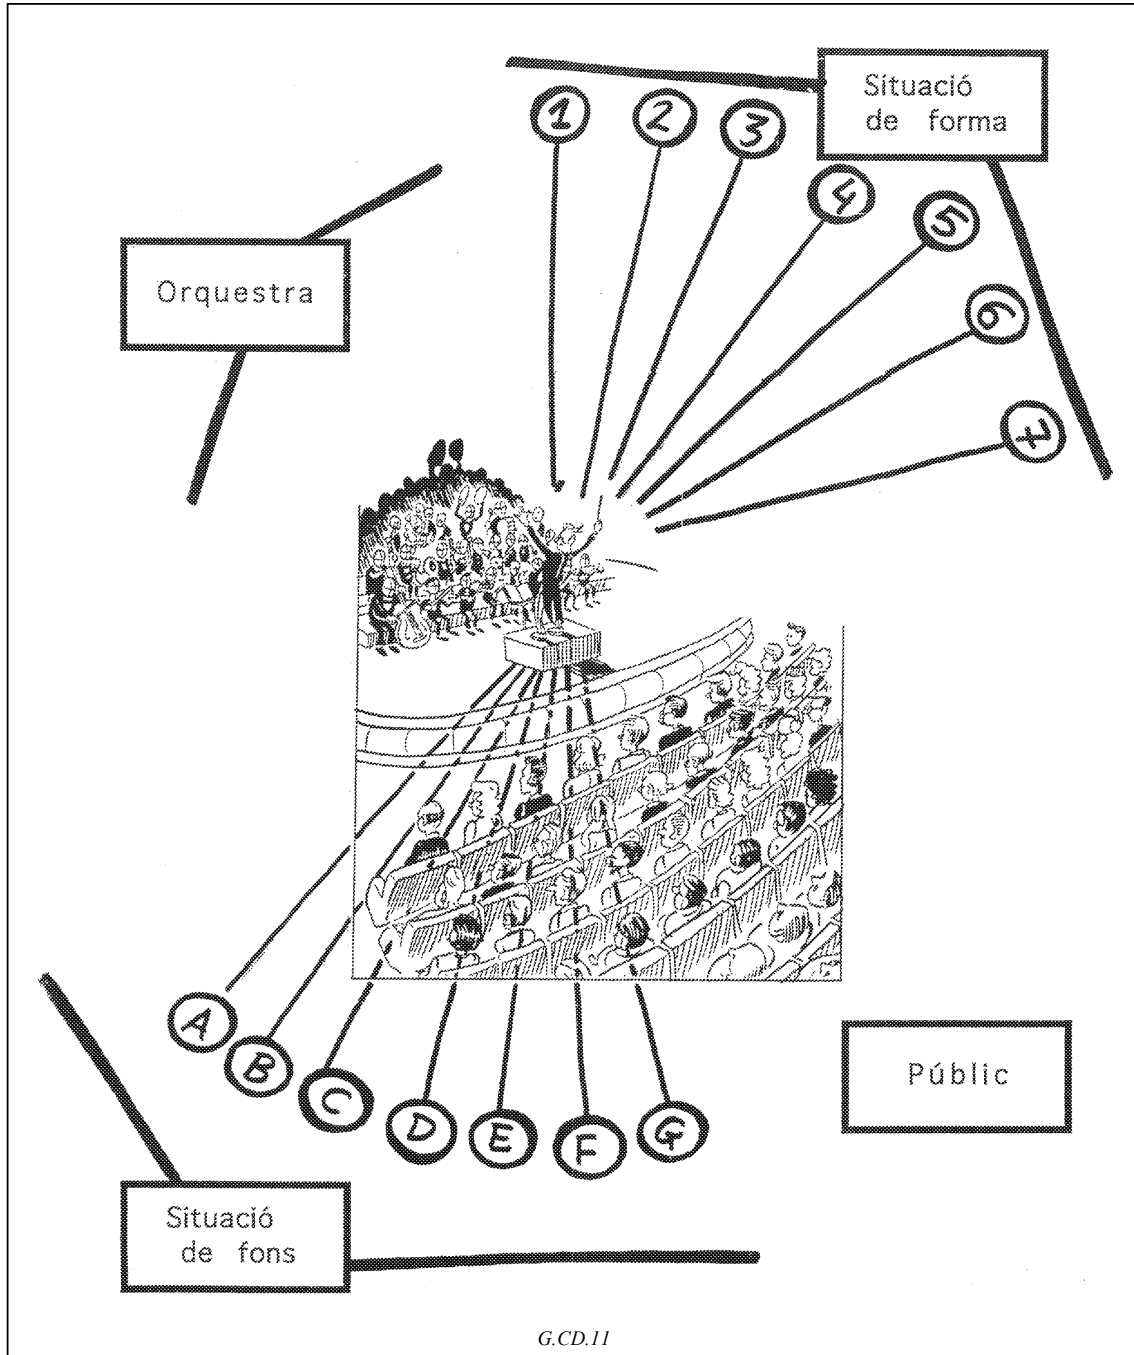 Situació
de forma
1
2
3
4
5
6
7
Orquestra
A
B
C
D
E
F
G
Públic
Situació
de fons
G.CD.11